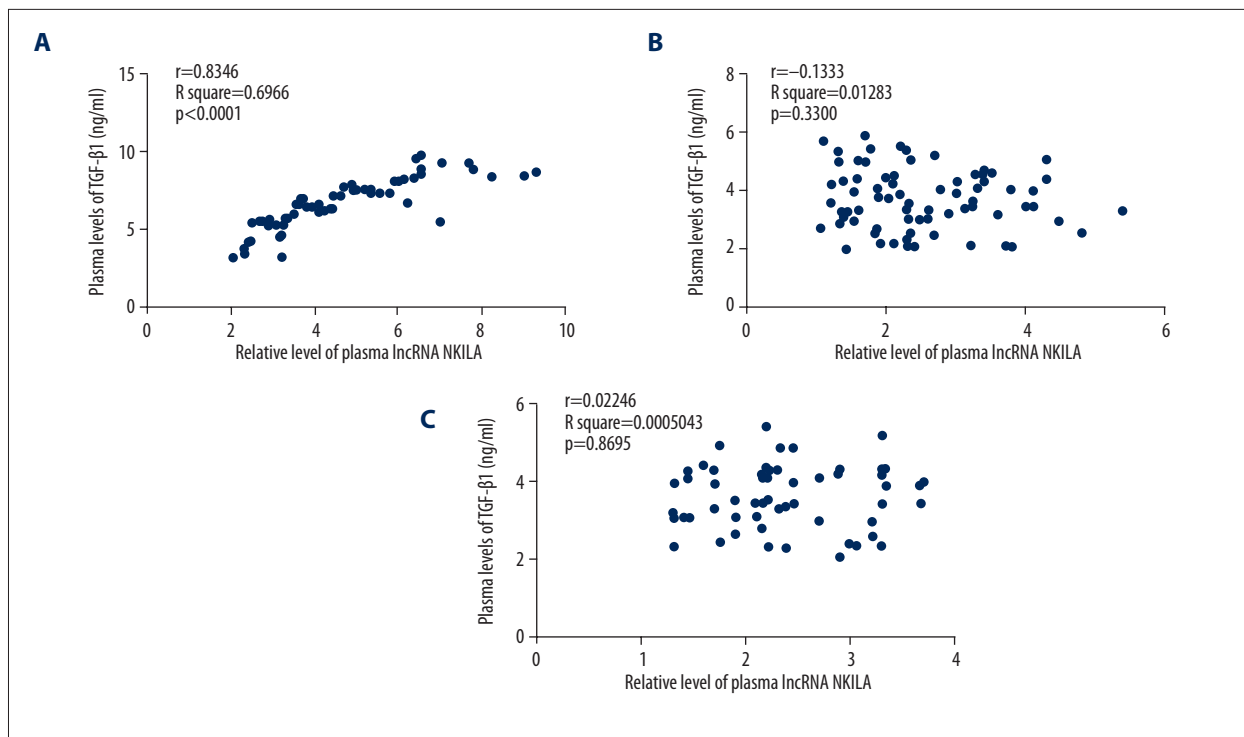 A
r=0.8346
R square=0.6966
p<0.0001
Plasma levels of TGF-β1 (ng/ml)
15
10
5
0
0 2 4 6 8 10
Relative level of plasma lncRNA NKILA
B
r=–0.1333
R square=0.01283
p=0.3300
Plasma levels of TGF-β1 (ng/ml)
8
6
4
2
0
0 2 4 6
Relative level of plasma lncRNA NKILA
C
r=0.02246
R square=0.0005043
p=0.8695
Plasma levels of TGF-β1 (ng/ml)
6
4
2
0
0 1 2 3 4
Relative level of plasma lncRNA NKILA